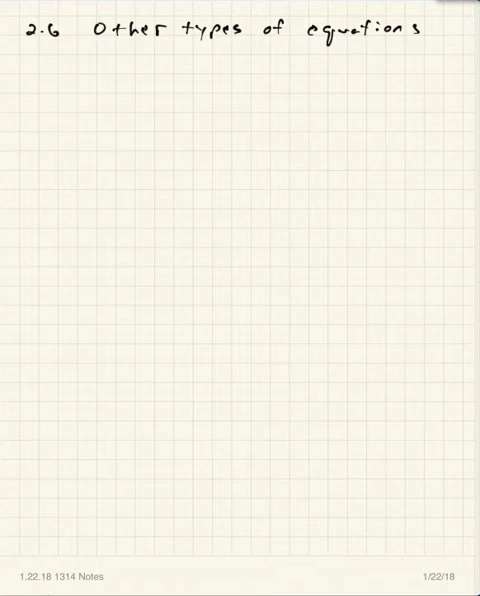 2.6 Other types of equations
1.22.18 1314 Notes
1/22/18